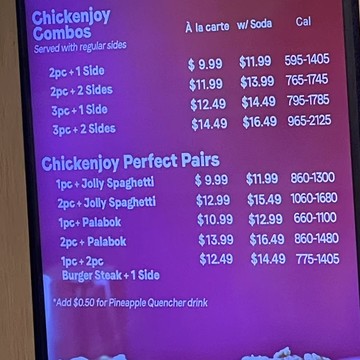 Chickenjoy
Combos
Served with regular sides
À la carte w/ Soda Cal
2pc + 1 Side $ 9.99 $11.99 595-1405
2pc + 2 Sides $11.99 $13.99 765-1745
3pc + 1 Side $12.49 $14.49 795-1785
3pc + 2 Sides $14.49 $16.49 965-2125
Chickenjoy Perfect Pairs
1pc + Jolly Spaghetti $ 9.99 $11.99 860-1300
2pc + Jolly Spaghetti $12.99 $15.49 1060-1680
1pc + Palabok $10.99 $12.99 660-1100
2pc + Palabok $13.99 $16.49 860-1480
1pc + 2pc $12.49 $14.49 775-1405
Burger Steak + 1 Side
*Add $0.50 for Pineapple Quencher drink